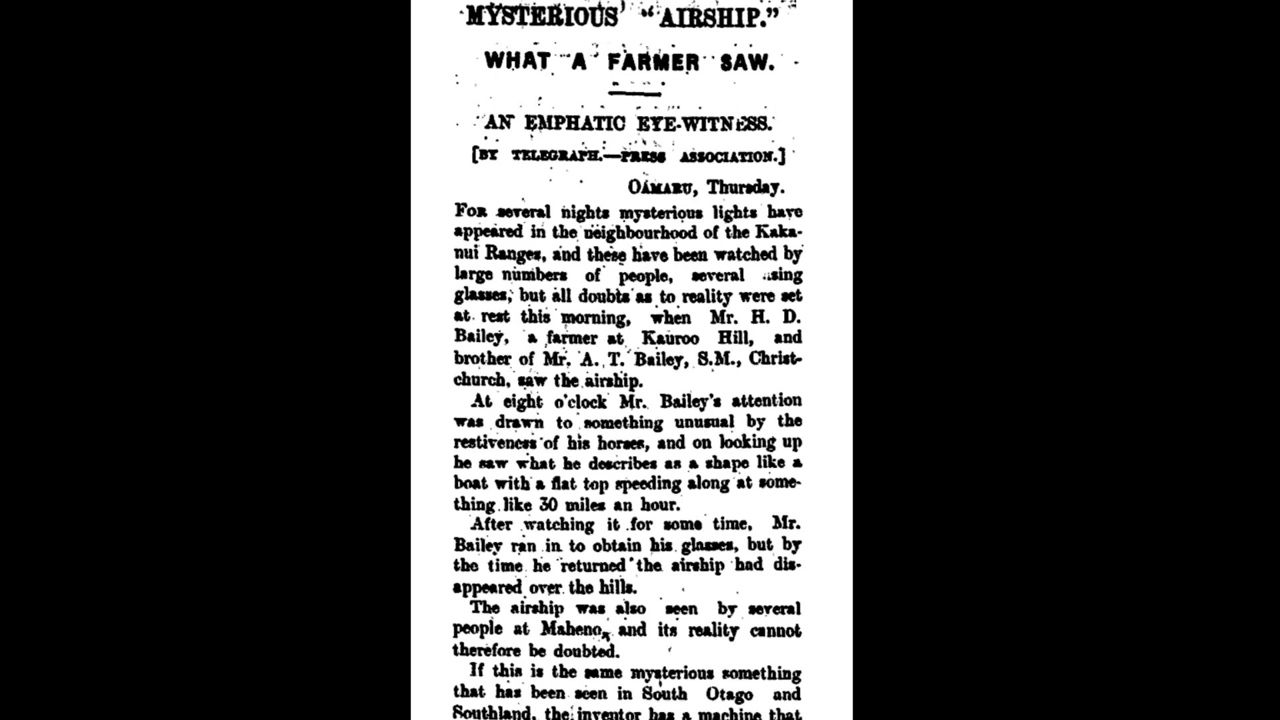 MYSTERIOUS "AIRSHIP."
WHAT A FARMER SAW.
AN EMPHATIC EYE-WITNESS.
[BY TELEGRAPH.—PRESS ASSOCIATION.]
OAMARU, Thursday.
FOR several nights mysterious lights have
appeared in the neighbourhood of the Kaka-
nui Ranges, and these have been watched by
large numbers of people, several using
glasses, but all doubts as to reality were set
at rest this morning, when Mr. H. D.
Bailey, a farmer at Kauroo Hill, and
brother of Mr. A. T. Bailey, S.M., Christ-
church, saw the airship.
At eight o'clock Mr. Bailey's attention
was drawn to something unusual by the
restiveness of his horses, and on looking up
he saw what he describes as a shape like a
boat with a flat top speeding along at some-
thing like 30 miles an hour.
After watching it for some time, Mr.
Bailey ran in to obtain his glasses, but by
the time he returned the airship had dis-
appeared over the hills.
The airship was also seen by several
people at Maheno, and its reality cannot
therefore be doubted.
If this is the same mysterious something
that has been seen in South Otago and
Southland, the inventor has a machine that